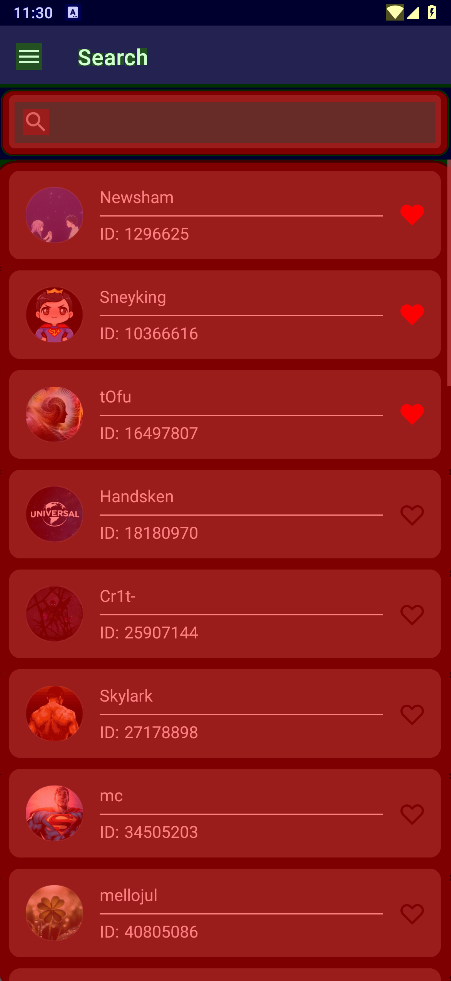 11:30
A
Search
Newsham
ID: 1296625
Sneyking
ID: 10366616
tOfu
ID: 16497807
Handsken
UNIVERSAL
ID: 18180970
Cr1t-
ID: 25907144
Skylark
ID: 27178898
mc
ID: 34505203
mellojul
ID: 40805086